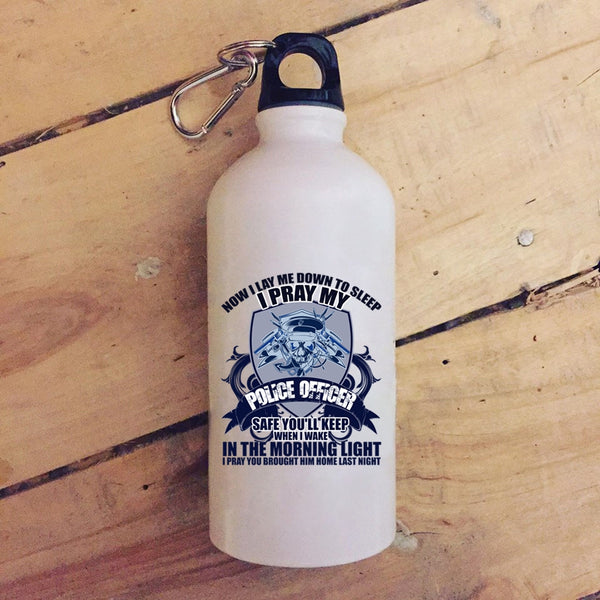 NOW I LAY ME DOWN TO SLEEP
I PRAY MY
POLICE OFFICER
SAFE YOU'LL KEEP
WHEN I WAKE
IN THE MORNING LIGHT
I PRAY YOU BROUGHT HIM HOME LAST NIGHT